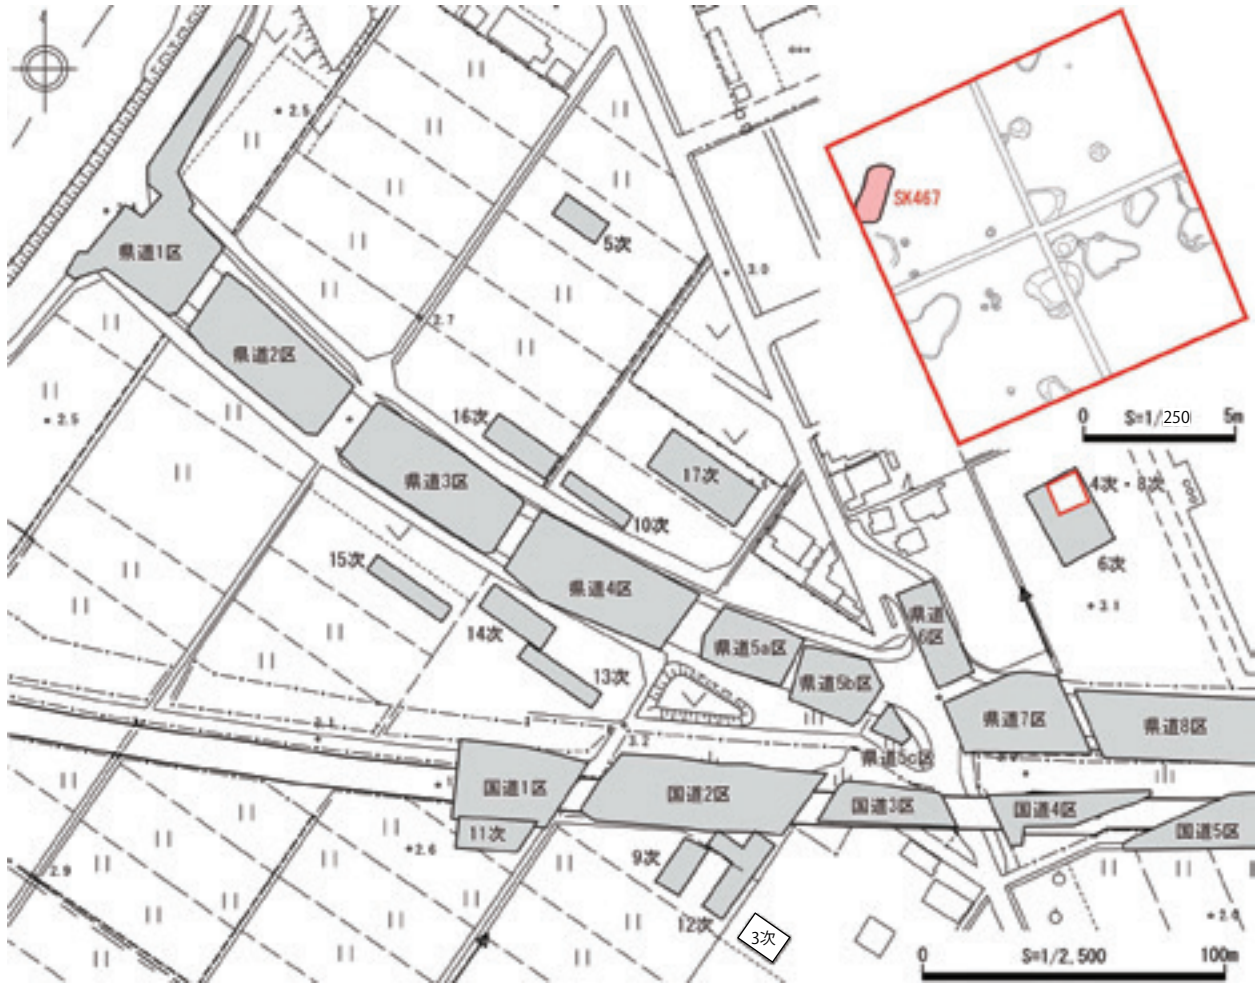 2.5
SK467
5次
県道1区
3.0
2.7
県道2区
0
S=1/250
5m
2.5
16次
17次
県道3区
4次・8次
10次
15次
6次
県道4区
3.1
県道6区
14次
県道5a区
13次
県道5b区
県道7区
県道8区
3.1
3.2
県道5c区
国道1区
国道2区
国道3区
国道4区
国道5区
11次
2.6
9次
2.9
12次
3次
0
S=1/2,500
100m